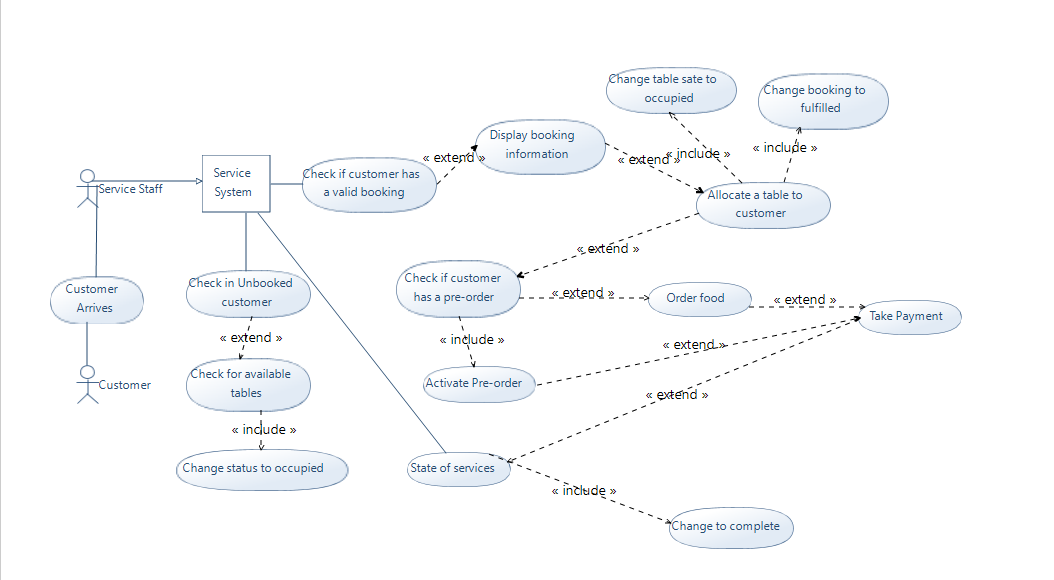 Change table sate to
occupied
Change booking to
fulfilled
Display booking
information
« extend »
« extend »
« include »
« include »
Service Staff
Service
System
Check if customer has
a valid booking
Allocate a table to
customer
« extend »
Customer
Arrives
Check in Unbooked
customer
Check if customer
has a pre-order
« extend »
Order food
« extend »
Take Payment
« extend »
« include »
« extend »
Customer
Check for available
tables
Activate Pre-order
« extend »
« include »
Change status to occupied
State of services
« include »
Change to complete